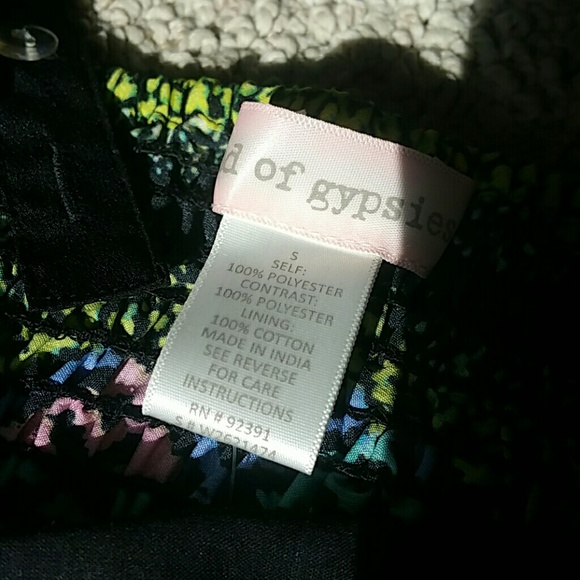 d of gypsies
S
SELF:
100% POLYESTER
CONTRAST:
100% POLYESTER
LINING:
100% COTTON
MADE IN INDIA
SEE REVERSE
FOR CARE
INSTRUCTIONS
RN # 92391
S # W7621424